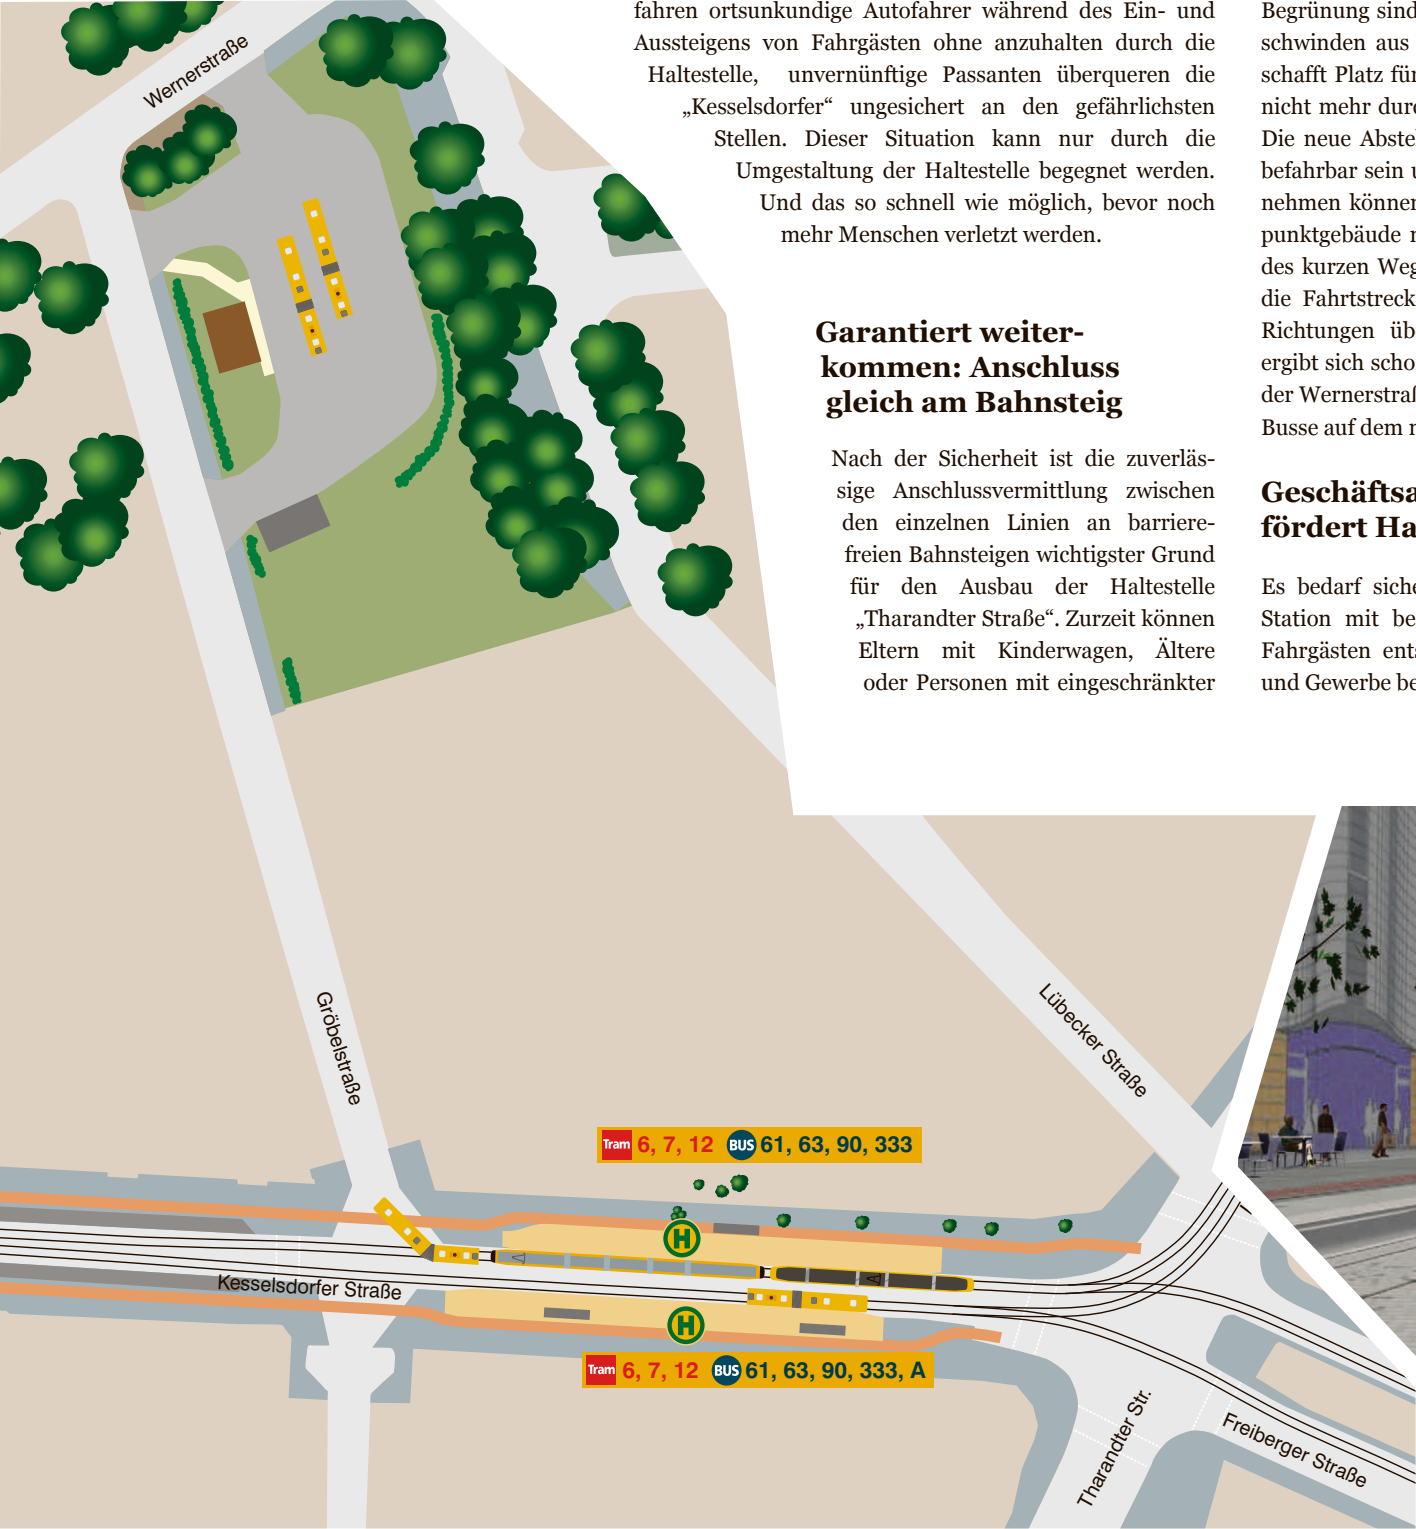 fahren ortsunkundige Autofahrer während des Ein- und
Aussteigens von Fahrgästen ohne anzuhalten durch die
Haltestelle, unvernünftige Passanten überqueren die
„Kesselsdorfer“ ungesichert an den gefährlichsten
Stellen. Dieser Situation kann nur durch die
Umgestaltung der Haltestelle begegnet werden.
Und das so schnell wie möglich, bevor noch
mehr Menschen verletzt werden.
Garantiert weiter-
kommen: Anschluss
gleich am Bahnsteig
Nach der Sicherheit ist die zuverläs-
sige Anschlussvermittlung zwischen
den einzelnen Linien an barriere-
freien Bahnsteigen wichtigster Grund
für den Ausbau der Haltestelle
„Tharandter Straße“. Zurzeit können
Eltern mit Kinderwagen, Ältere
oder Personen mit eingeschränkter
Begrünung sind
schwinden aus
schafft Platz für
nicht mehr durc
Die neue Abste
befahrbar sein u
nehmen können
punktgebäude n
des kurzen Weg
die Fahrtstreck
Richtungen üb
ergibt sich scho
der Wernerstraß
Busse auf dem n
Geschäftsa
fördert Ha
Es bedarf siche
Station mit be
Fahrgästen ents
und Gewerbe be
Wernerstraße
Gröbelstraße
Lübecker Straße
Tram 6, 7, 12 BUS 61, 63, 90, 333
H
Kesselsdorfer Straße
H
Tram 6, 7, 12 BUS 61, 63, 90, 333, A
Tharandter Str.
Freiberger Straße